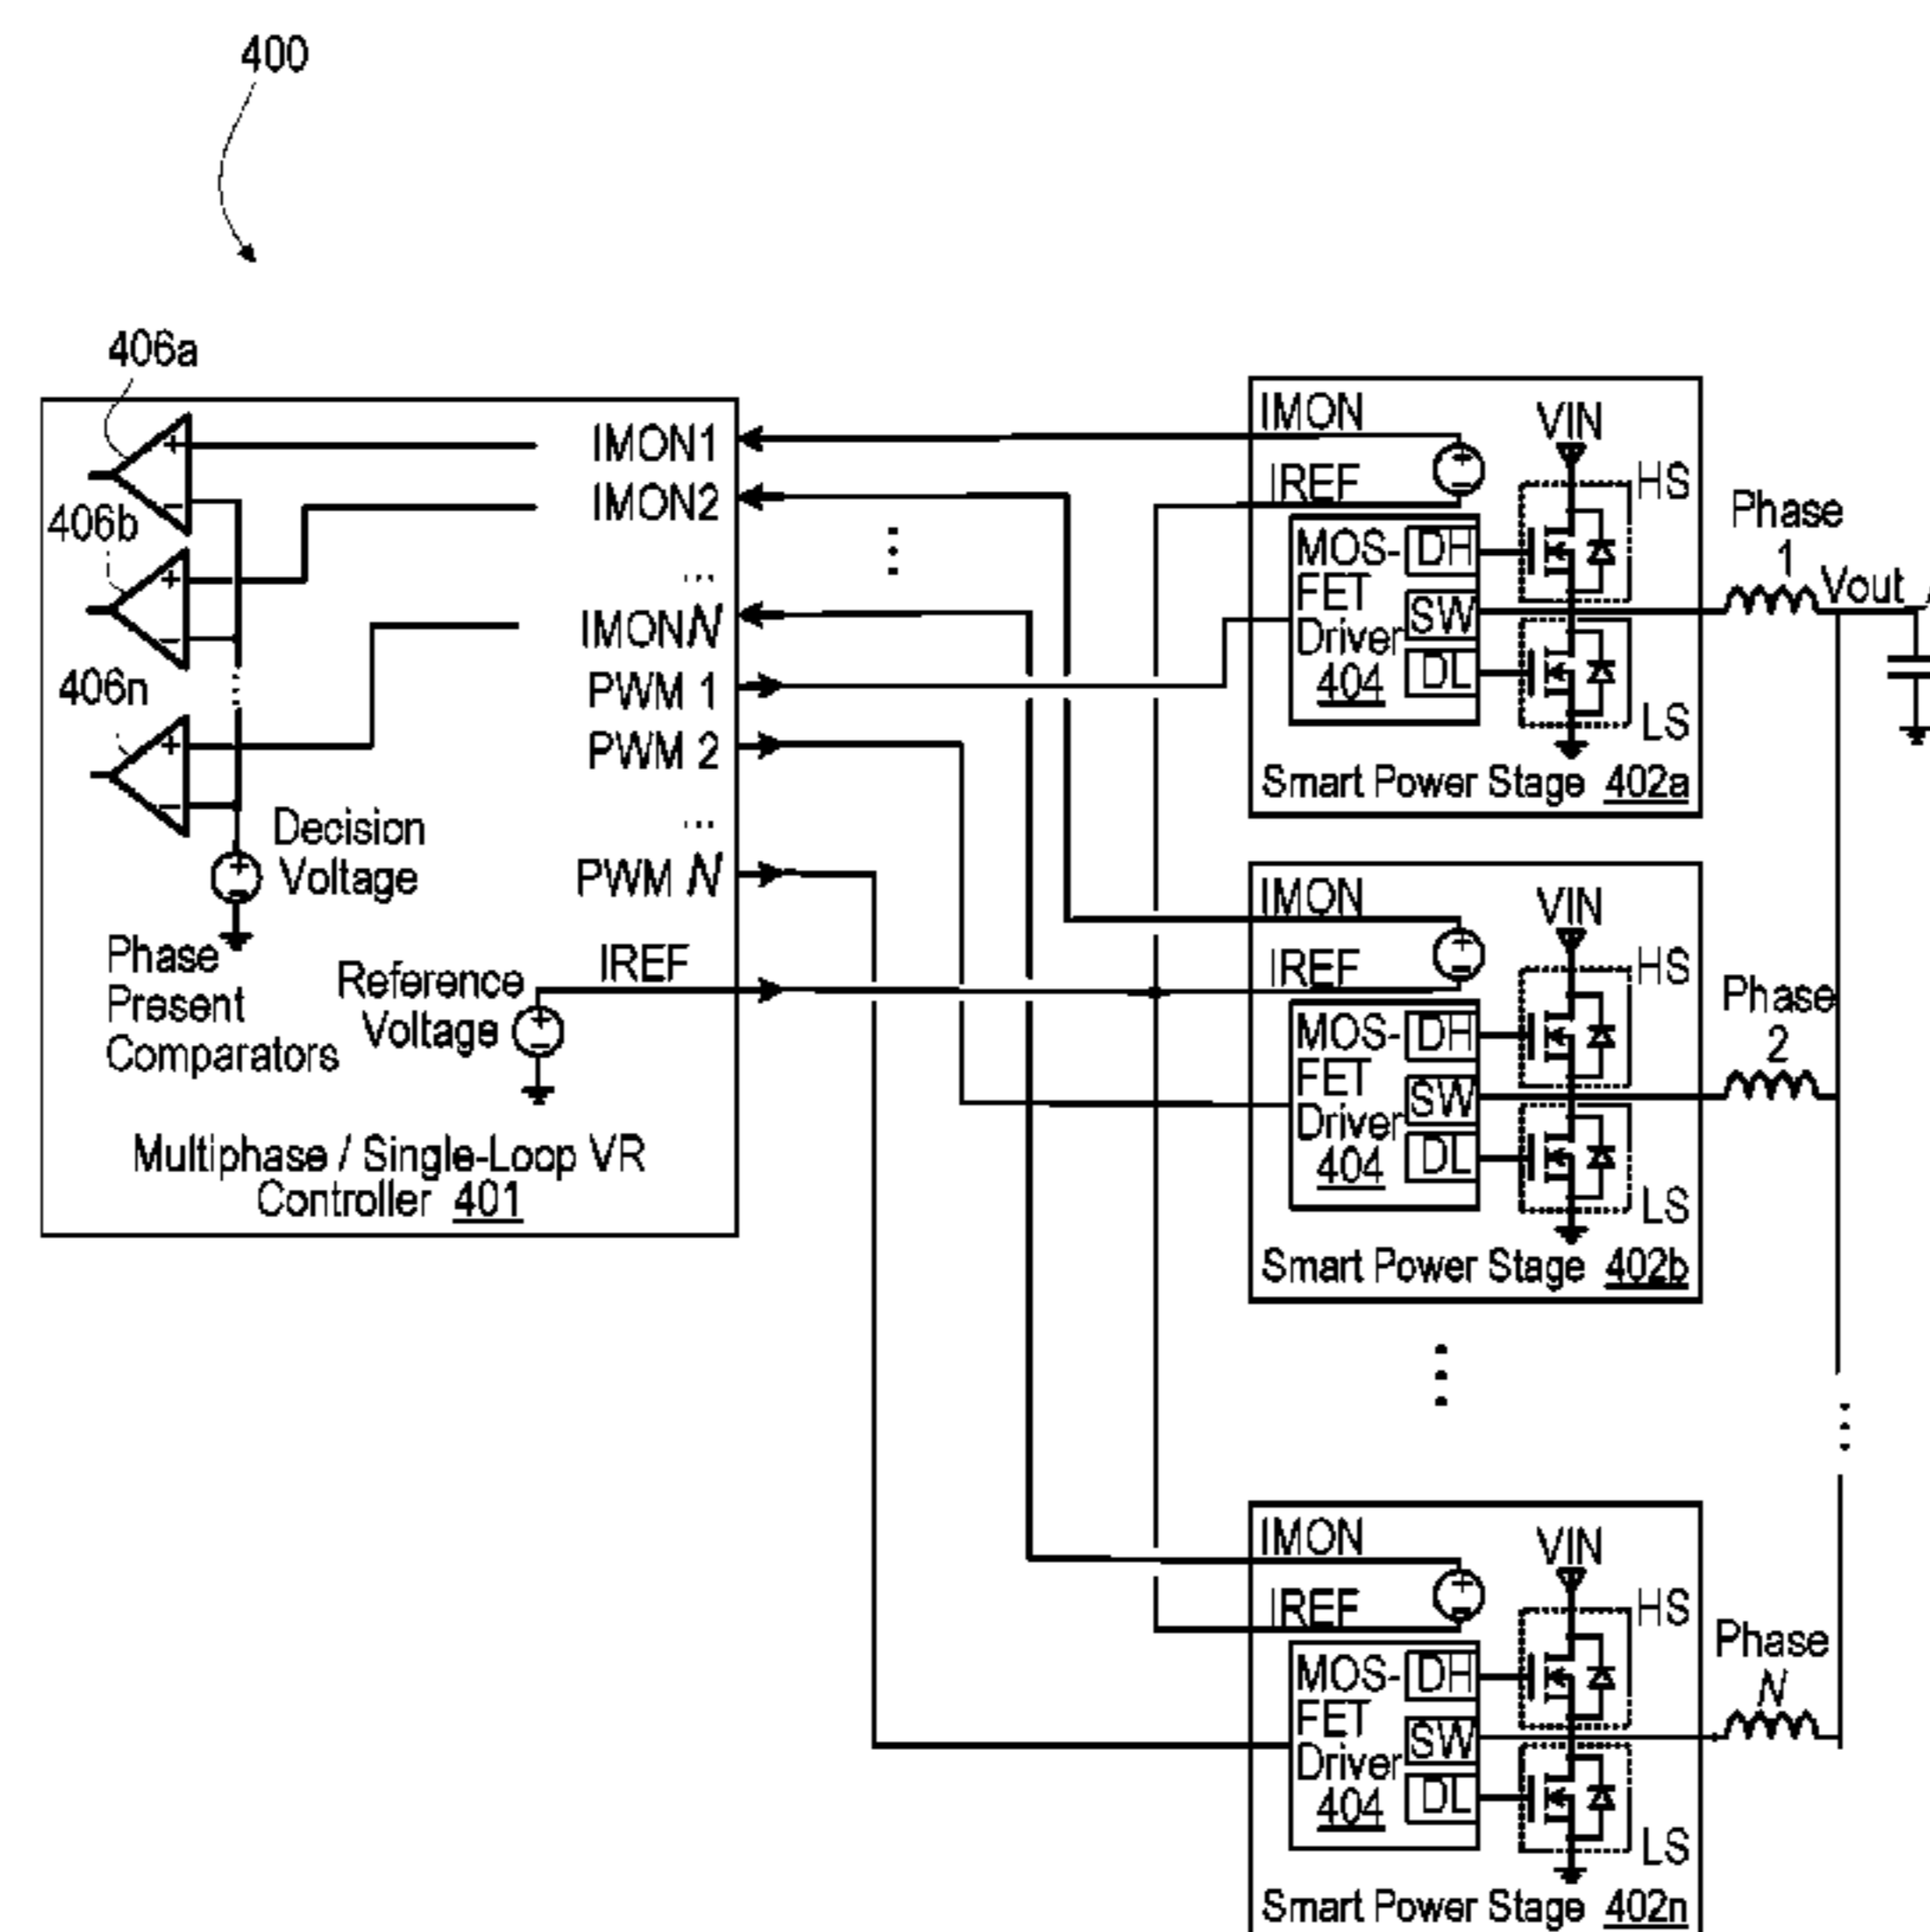 400
406a
406b
406n
+
−
+
−
+
−
IMON1
IMON2
...
IMONN
PWM 1
PWM 2
...
PWM N
IREF
Decision
Voltage
+
−
Phase
Present
Comparators
Reference
Voltage
+
−
Multiphase / Single-Loop VR
Controller 401
IMON
IREF
+
−
VIN
HS
MOS-
FET
Driver
404
DH
SW
DL
LS
Smart Power Stage 402a
Phase
1
Vout
IMON
IREF
+
−
VIN
HS
MOS-
FET
Driver
404
DH
SW
DL
LS
Smart Power Stage 402b
Phase
2
IMON
IREF
+
−
VIN
HS
MOS-
FET
Driver
404
DH
SW
DL
LS
Smart Power Stage 402n
Phase
N